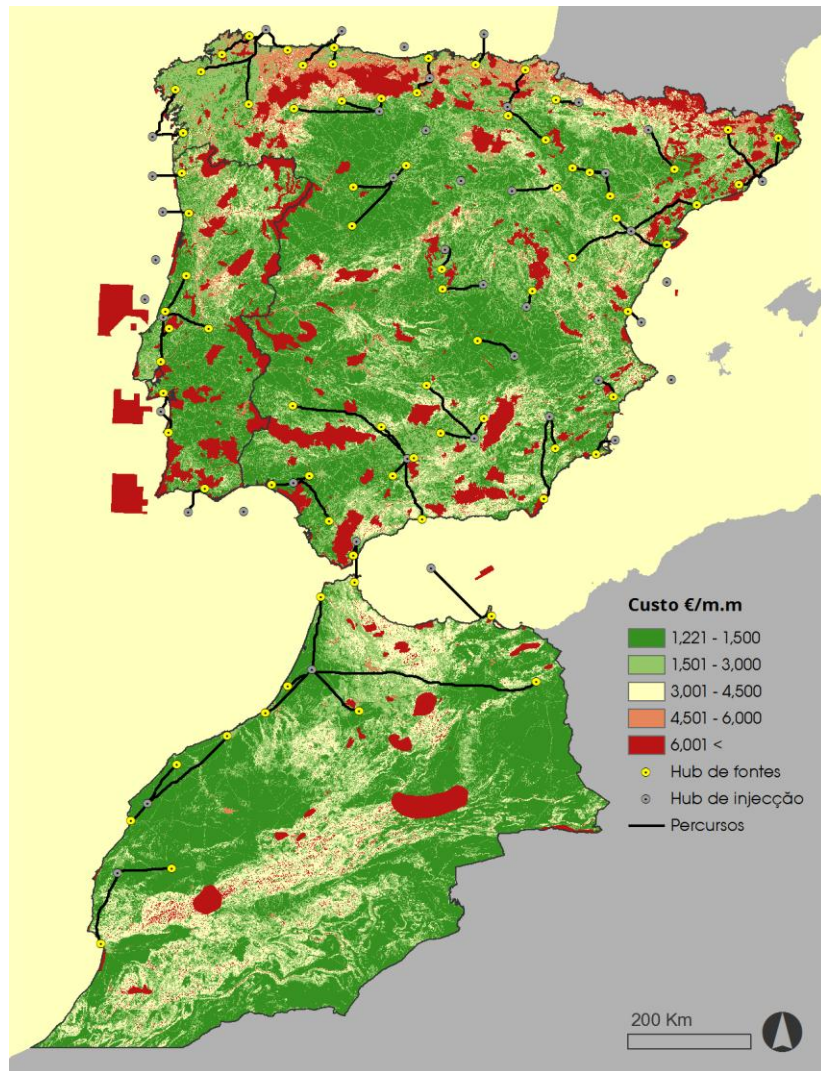 Custo €/m.m
1,221 - 1,500
1,501 - 3,000
3,001 - 4,500
4,501 - 6,000
6,001 <
Hub de fontes
Hub de injecção
Percursos
200 Km